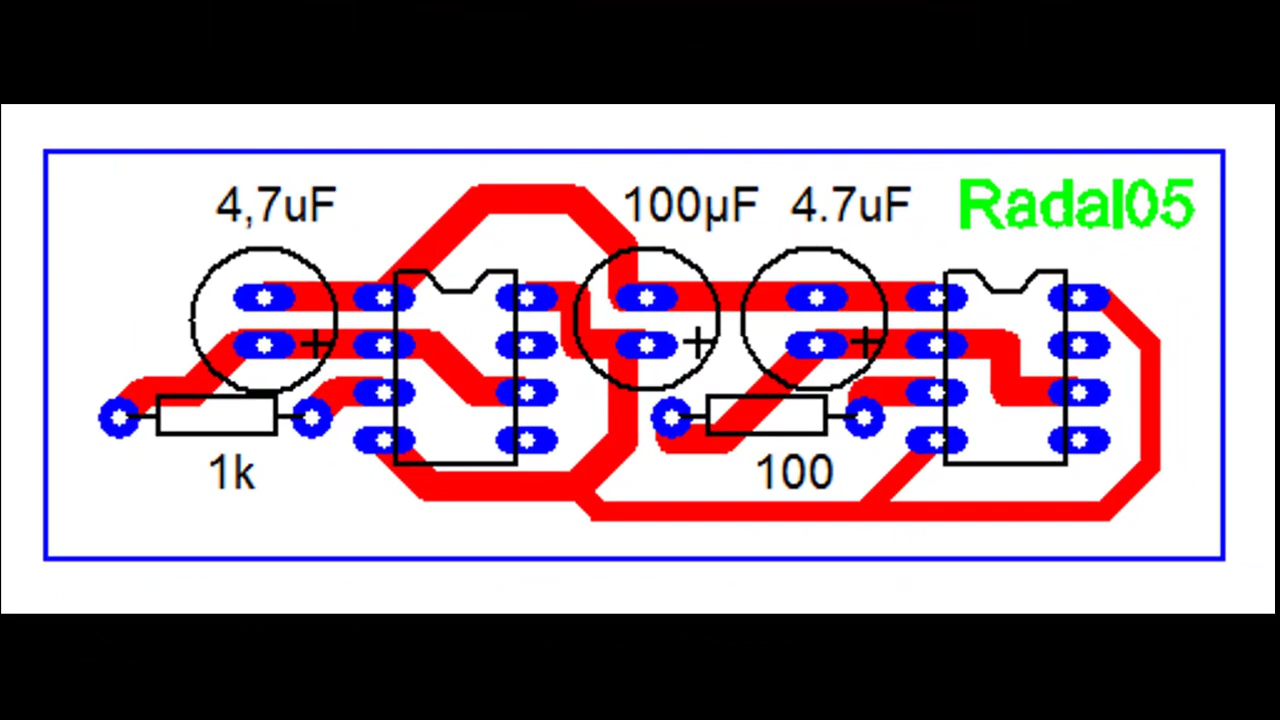 4,7uF
100µF
4.7uF
Radal05
+
+
+
1k
100